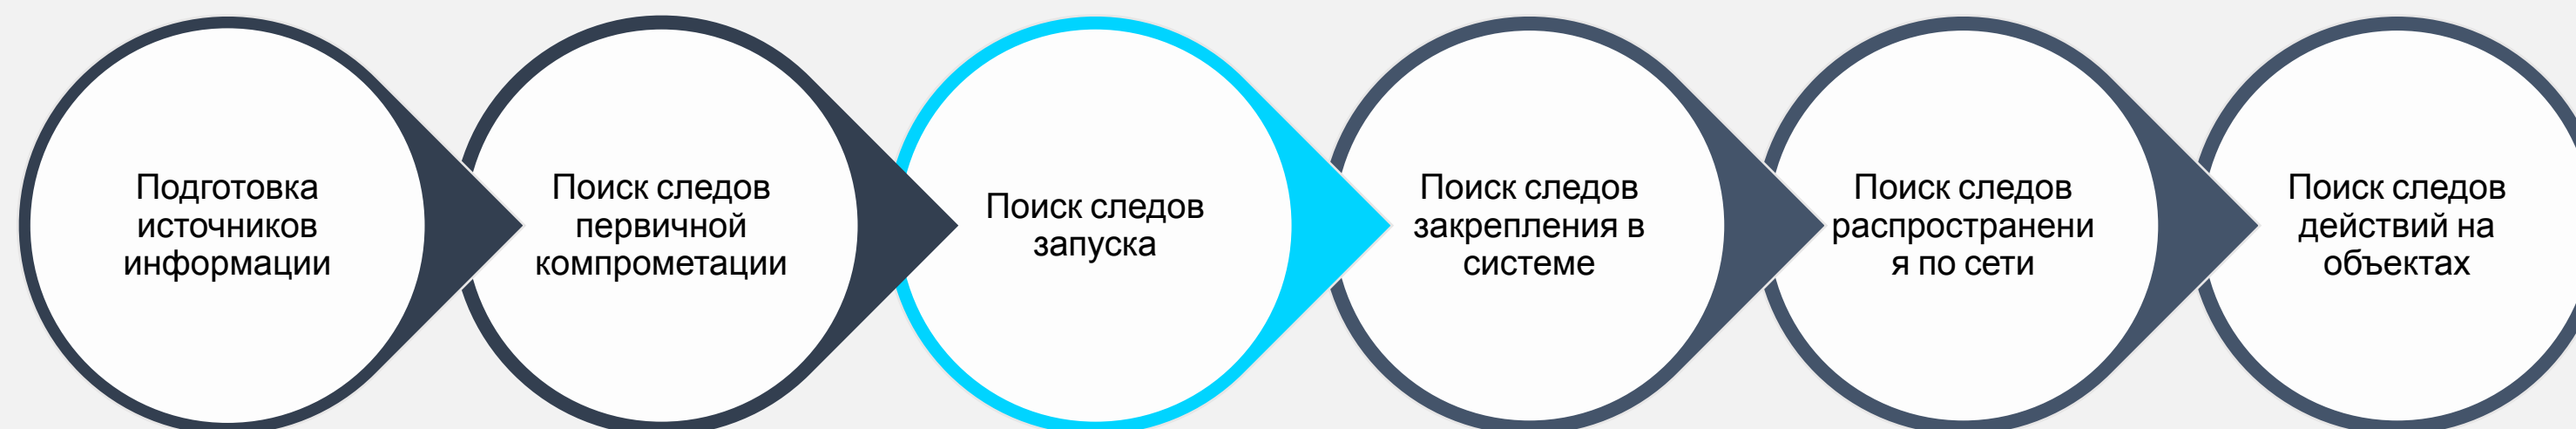 Подготовка
источников
информации
Поиск следов
первичной
компрометации
Поиск следов
запуска
Поиск следов
закрепления в
системе
Поиск следов
распространени
я по сети
Поиск следов
действий на
объектах